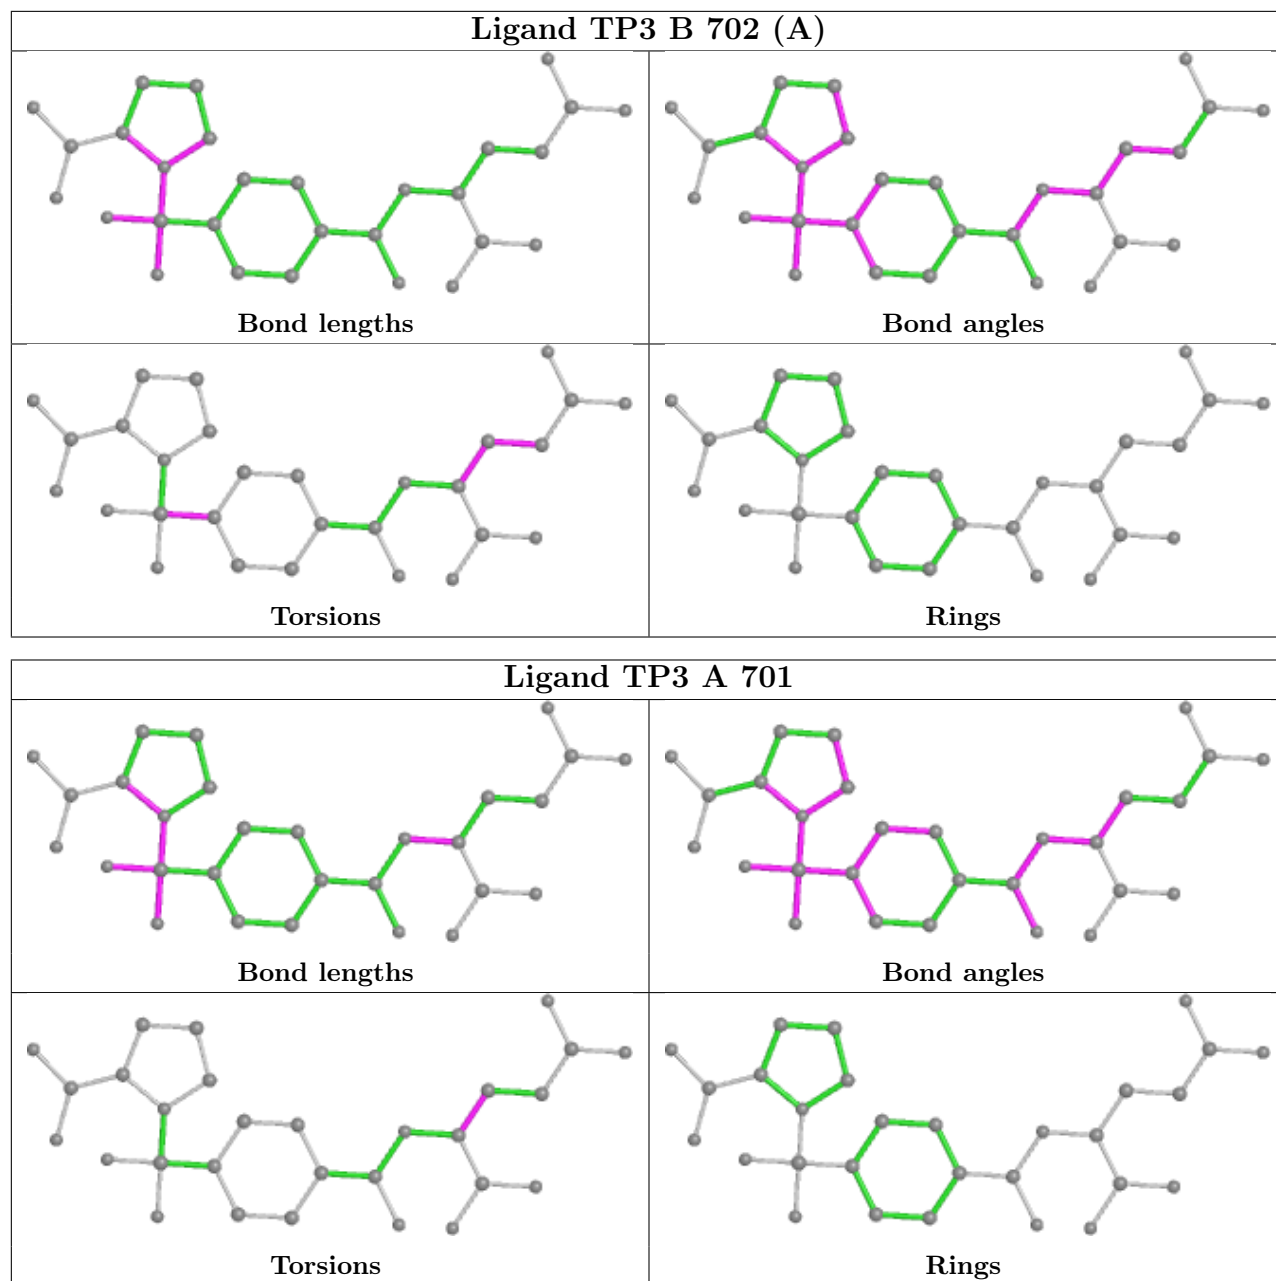 Ligand TP3 B 702 (A)
Bond lengths
Bond angles
Torsions
Rings
Ligand TP3 A 701
Bond lengths
Bond angles
Torsions
Rings